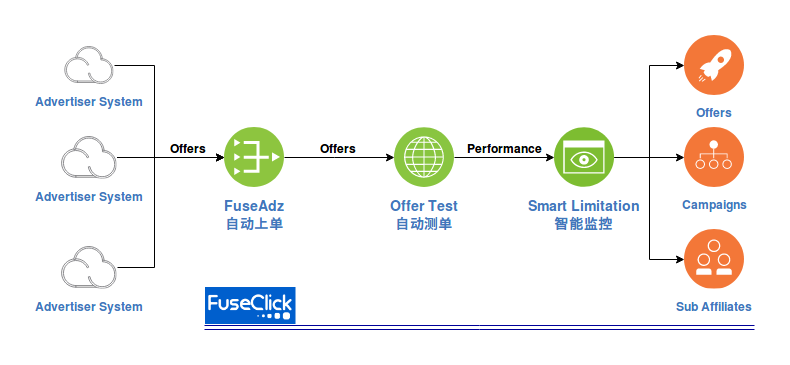 Advertiser System
Advertiser System
Advertiser System
Offers
FuseAdz
自动上单
Offers
Offer Test
自动测单
Performance
Smart Limitation
智能监控
Offers
Campaigns
Sub Affiliates
FuseClick